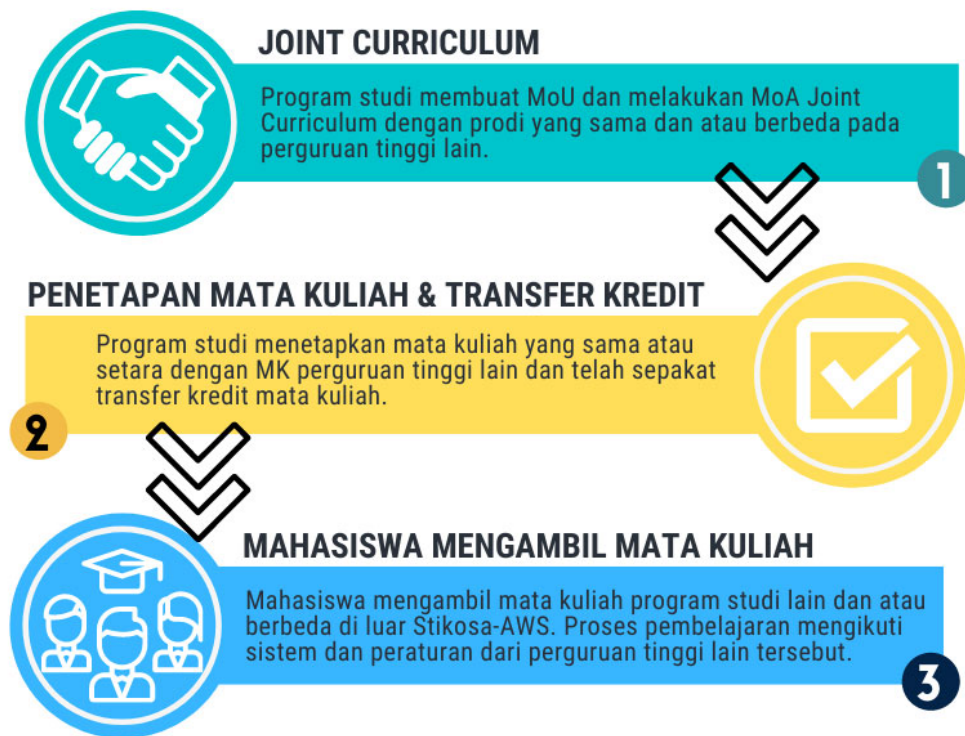 JOINT CURRICULUM
Program studi membuat MoU dan melakukan MoA Joint
Curriculum dengan prodi yang sama dan atau berbeda pada
perguruan tinggi lain.
1
PENETAPAN MATA KULIAH & TRANSFER KREDIT
Program studi menetapkan mata kuliah yang sama atau
setara dengan MK perguruan tinggi lain dan telah sepakat
transfer kredit mata kuliah.
2
MAHASISWA MENGAMBIL MATA KULIAH
Mahasiswa mengambil mata kuliah program studi lain dan atau
berbeda di luar Stikosa-AWS. Proses pembelajaran mengikuti
sistem dan peraturan dari perguruan tinggi lain tersebut.
3